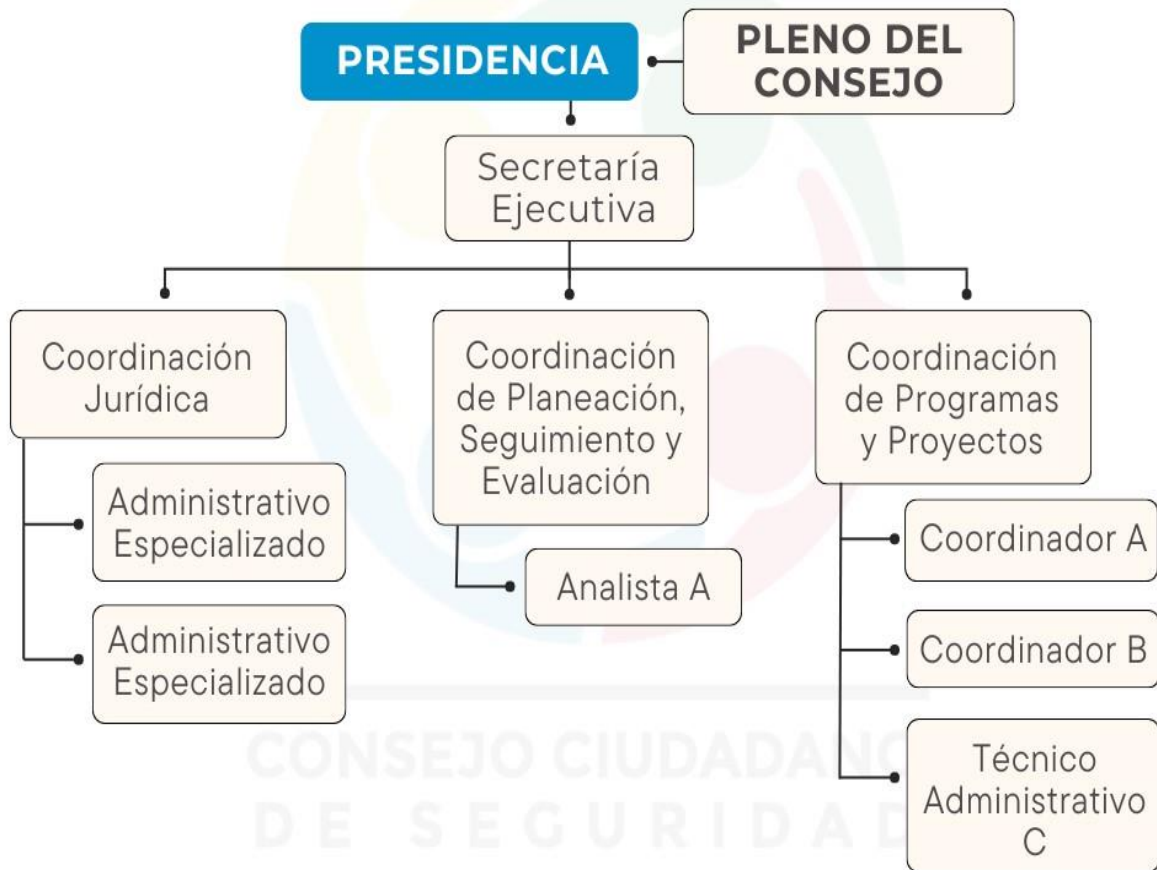 PRESIDENCIA
PLENO DEL
CONSEJO
Secretaría
Ejecutiva
Coordinación
Jurídica
Administrativo
Especializado
Administrativo
Especializado
Coordinación
de Planeación,
Seguimiento y
Evaluación
Analista A
Coordinación
de Programas
y Proyectos
Coordinador A
Coordinador B
Técnico
Administrativo
C
CONSEJO CIUDADANO
DE SEGURIDAD